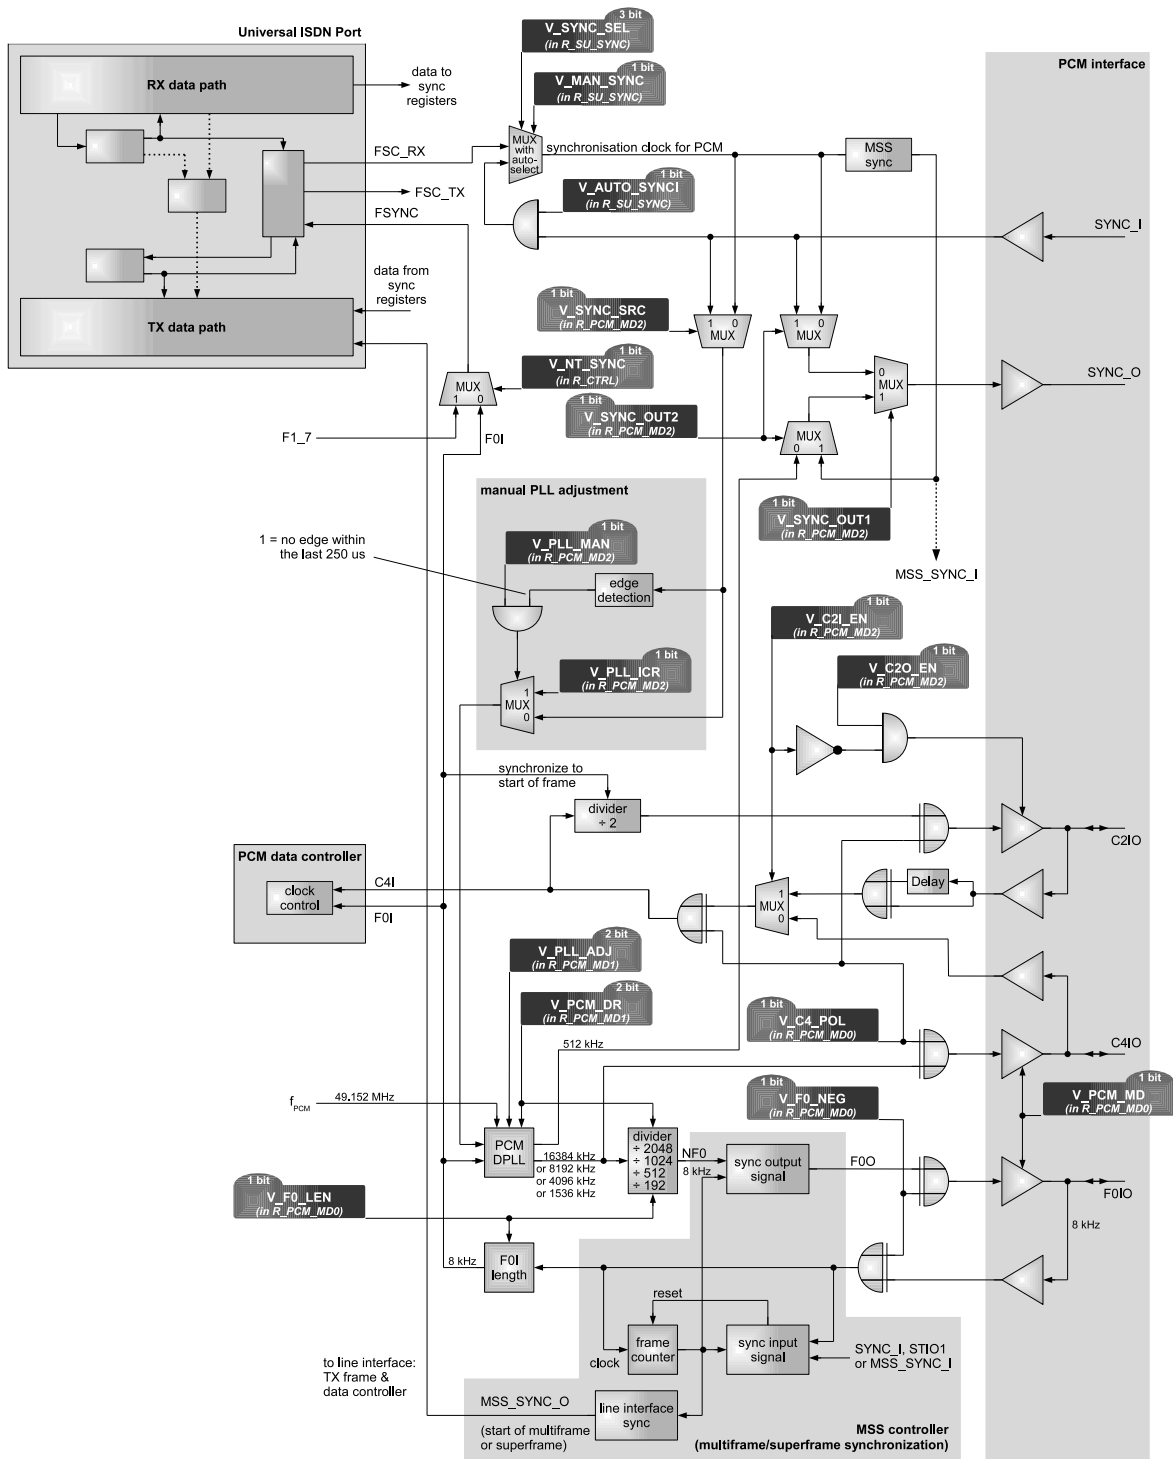 Universal ISDN Port
RX data path
data to
sync
registers
3 bit
V_SYNC_SEL
(in R_SU_SYNC)
1 bit
V_MAN_SYNC
(in R_SU_SYNC)
PCM interface
MUX
with
auto-
select
synchronisation clock for PCM
MSS
sync
FSC_RX
FSC_TX
FSYNC
1 bit
V_AUTO_SYNCI
(in R_SU_SYNC)
SYNC_I
data from
sync
registers
TX data path
1 bit
V_SYNC_SRC
(in R_PCM_MD2)
1 0
MUX
1 0
MUX
1 bit
V_NT_SYNC
(in R_CTRL)
MUX
1 0
0
MUX
1
SYNC_O
1 bit
V_SYNC_OUT2
(in R_PCM_MD2)
F1_7
F0I
MUX
0 1
manual PLL adjustment
1 bit
V_SYNC_OUT1
(in R_PCM_MD2)
1 = no edge within
the last 250 us
1 bit
V_PLL_MAN
(in R_PCM_MD2)
edge
detection
MSS_SYNC_I
1 bit
V_C2I_EN
(in R_PCM_MD2)
1 bit
V_C2O_EN
(in R_PCM_MD2)
1 bit
V_PLL_ICR
(in R_PCM_MD2)
1
MUX
0
synchronize to
start of frame
divider
÷ 2
C2IO
PCM data controller
clock
control
C4I
F0I
1
MUX
0
Delay
2 bit
V_PLL_ADJ
(in R_PCM_MD1)
2 bit
V_PCM_DR
(in R_PCM_MD1)
1 bit
V_C4_POL
(in R_PCM_MD0)
512 kHz
C4IO
1 bit
V_F0_NEG
(in R_PCM_MD0)
1 bit
V_PCM_MD
(in R_PCM_MD0)
fPCM
49.152 MHz
PCM
DPLL
16384 kHz
or 8192 kHz
or 4096 kHz
or 1536 kHz
divider
÷ 2048
÷ 1024
÷ 512
÷ 192
NF0
8 kHz
sync output
signal
F0O
F0IO
8 kHz
1 bit
V_F0_LEN
(in R_PCM_MD0)
8 kHz
F0I
length
reset
frame
counter
clock
sync input
signal
SYNC_I, STIO1
or MSS_SYNC_I
to line interface:
TX frame &
data controller
MSS_SYNC_O
(start of multiframe
or superframe)
line interface
sync
MSS controller
(multiframe/superframe synchronization)